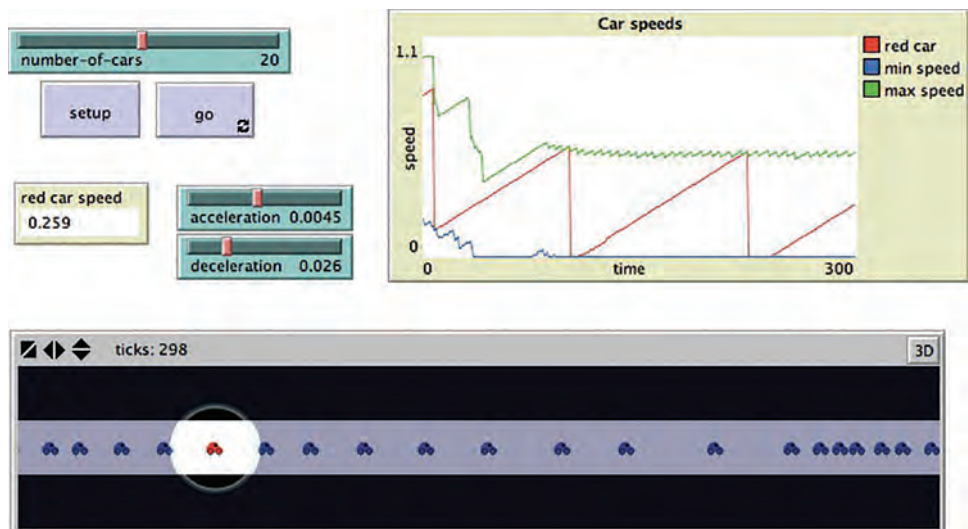 number-of-cars 20
setup
go
red car speed
0.259
acceleration 0.0045
deceleration 0.026
Car speeds
1.1
speed
0
0
time
300
red car
min speed
max speed
ticks: 298
3D